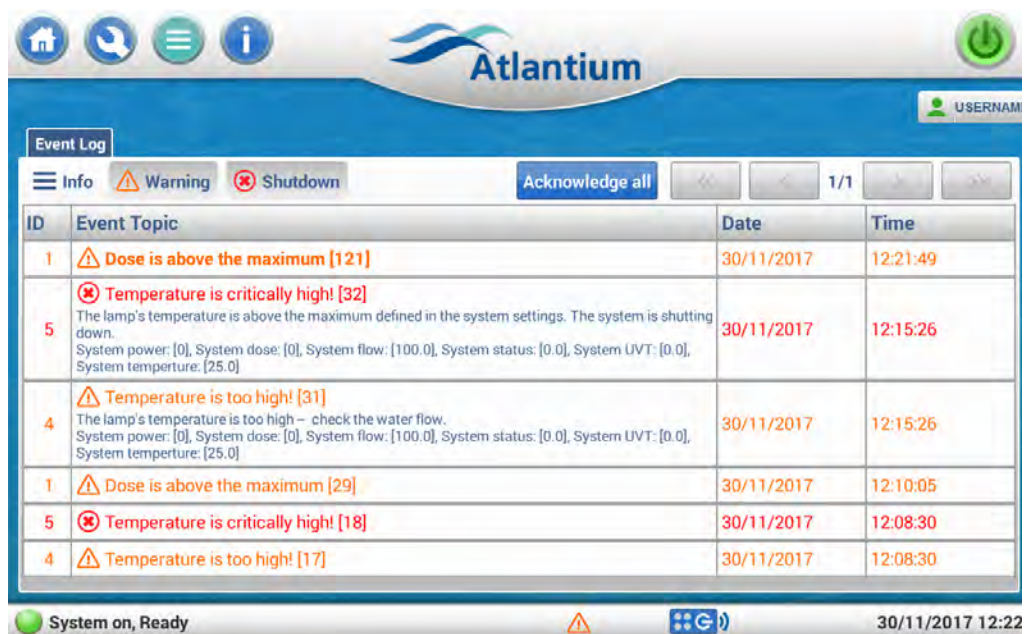 Atlantium
USERNAM
Event Log
Info Warning Shutdown Acknowledge all << < 1/1 > >>
ID Event Topic Date Time
1 Dose is above the maximum [121] 30/11/2017 12:21:49
5 Temperature is critically high! [32] 30/11/2017 12:15:26
The lamp's temperature is above the maximum defined in the system settings. The system is shutting
down.
System power: [0], System dose: [0], System flow: [100.0], System status: [0.0], System UVT: [0.0],
System temperture: [25.0]
4 Temperature is too high! [31] 30/11/2017 12:15:26
The lamp's temperature is too high – check the water flow.
System power: [0], System dose: [0], System flow: [100.0], System status: [0.0], System UVT: [0.0],
System temperture: [25.0]
1 Dose is above the maximum [29] 30/11/2017 12:10:05
5 Temperature is critically high! [18] 30/11/2017 12:08:30
4 Temperature is too high! [17] 30/11/2017 12:08:30
System on, Ready G 30/11/2017 12:22